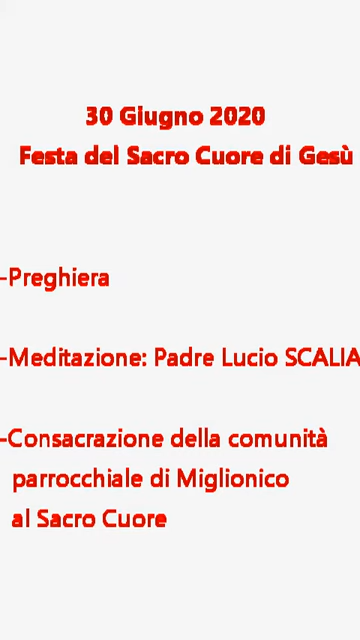 30 Giugno 2020
Festa del Sacro Cuore di Gesù
-Preghiera
-Meditazione: Padre Lucio SCALIA
-Consacrazione della comunità
parrocchiale di Miglionico
al Sacro Cuore